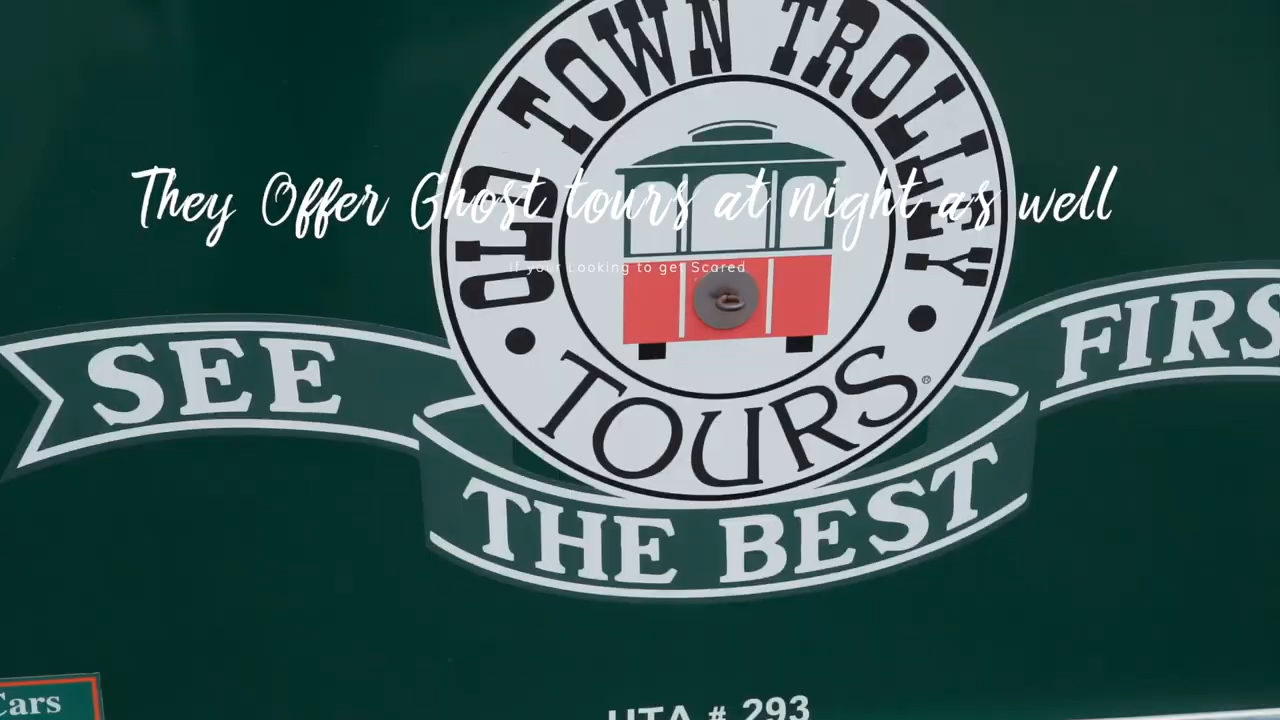 OLD TOWN TROLLEY
They Offer Ghost tours at night as well
If your Looking to get Scared
TOURS ®
SEE THE BEST FIRS
Cars
UTA # 293